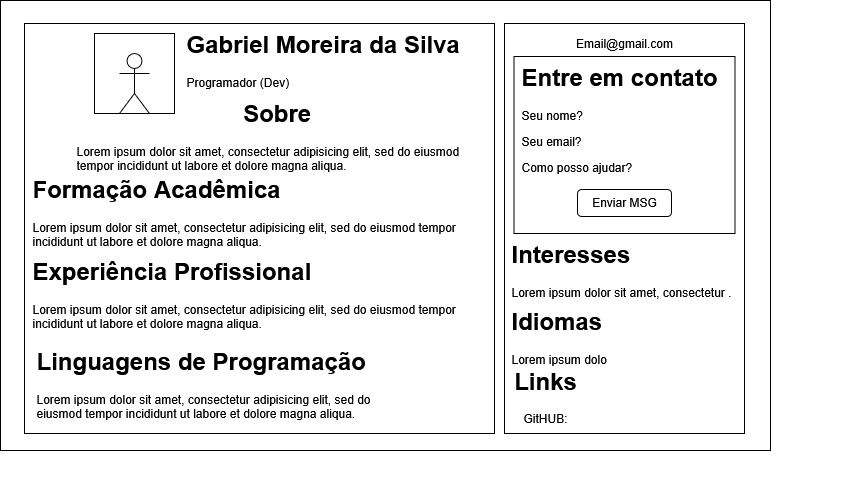 Gabriel Moreira da Silva
Programador (Dev)
Sobre
Lorem ipsum dolor sit amet, consectetur adipisicing elit, sed do eiusmod
tempor incididunt ut labore et dolore magna aliqua.
Formação Acadêmica
Lorem ipsum dolor sit amet, consectetur adipisicing elit, sed do eiusmod tempor
incididunt ut labore et dolore magna aliqua.
Experiência Profissional
Lorem ipsum dolor sit amet, consectetur adipisicing elit, sed do eiusmod tempor
incididunt ut labore et dolore magna aliqua.
Linguagens de Programação
Lorem ipsum dolor sit amet, consectetur adipisicing elit, sed do
eiusmod tempor incididunt ut labore et dolore magna aliqua.
Email@gmail.com
Entre em contato
Seu nome?
Seu email?
Como posso ajudar?
Enviar MSG
Interesses
Lorem ipsum dolor sit amet, consectetur .
Idiomas
Lorem ipsum dolo
Links
GitHUB: